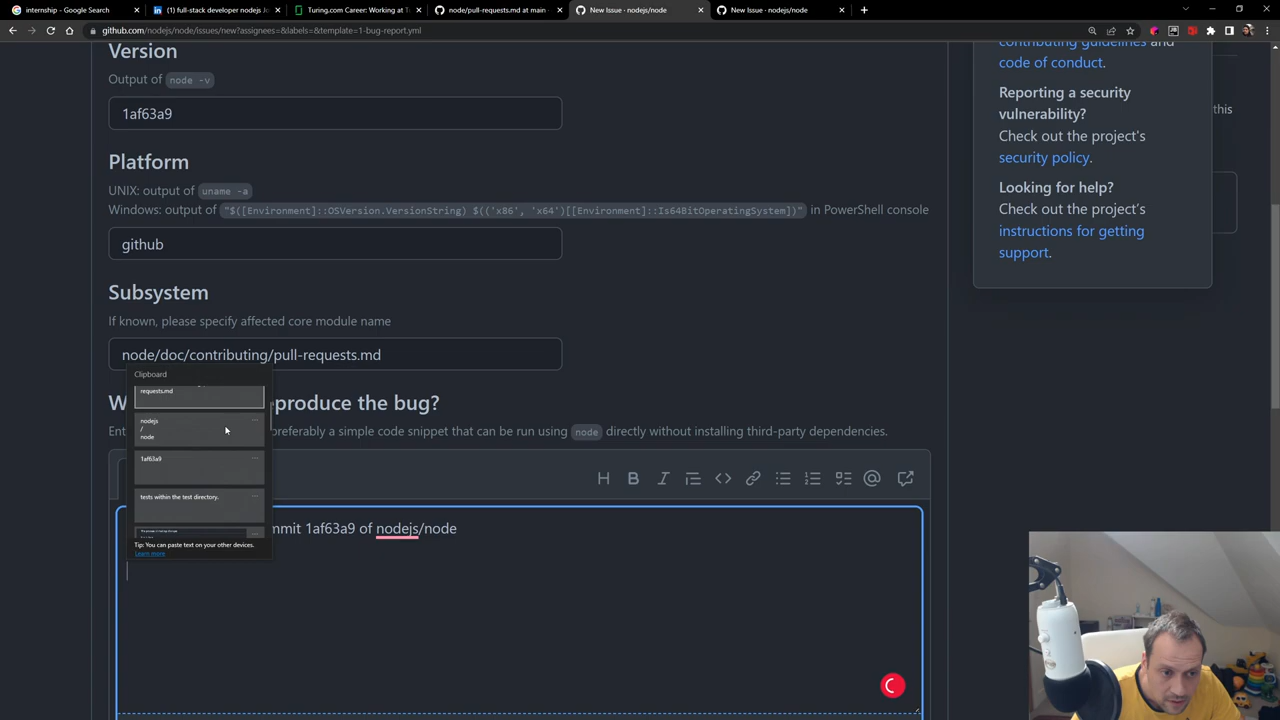 internship - Google Search
(1) full-stack developer nodejs Jo
Turing.com Career: Working at T
node/pull-requests.md at main ·
New Issue · nodejs/node
New Issue · nodejs/node
github.com/nodejs/node/issues/new?assignees=&labels=&template=1-bug-report.yml
Version
Output of node -v
1af63a9
Platform
UNIX: output of uname -a
Windows: output of "$([Environment]::OSVersion.VersionString) $(('x86', 'x64')[[Environment]::Is64BitOperatingSystem])" in PowerShell console
github
Subsystem
If known, please specify affected core module name
node/doc/contributing/pull-requests.md
Clipboard
requests.md
nodejs
/
node
1af63a9
tests within the test directory.
Tip: You can paste text on your other devices.
Learn more
W
produce the bug?
Ent
preferably a simple code snippet that can be run using node directly without installing third-party dependencies.
mmit 1af63a9 of nodejs/node
contributing guidelines and
code of conduct.
Reporting a security
vulnerability?
Check out the project's
security policy.
Looking for help?
Check out the project's
instructions for getting
support.
this